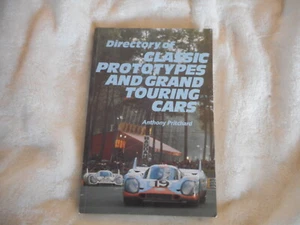 Directory of
CLASSIC
PROTOTYPES
AND GRAND
TOURING
CARS
Anthony Pritchard